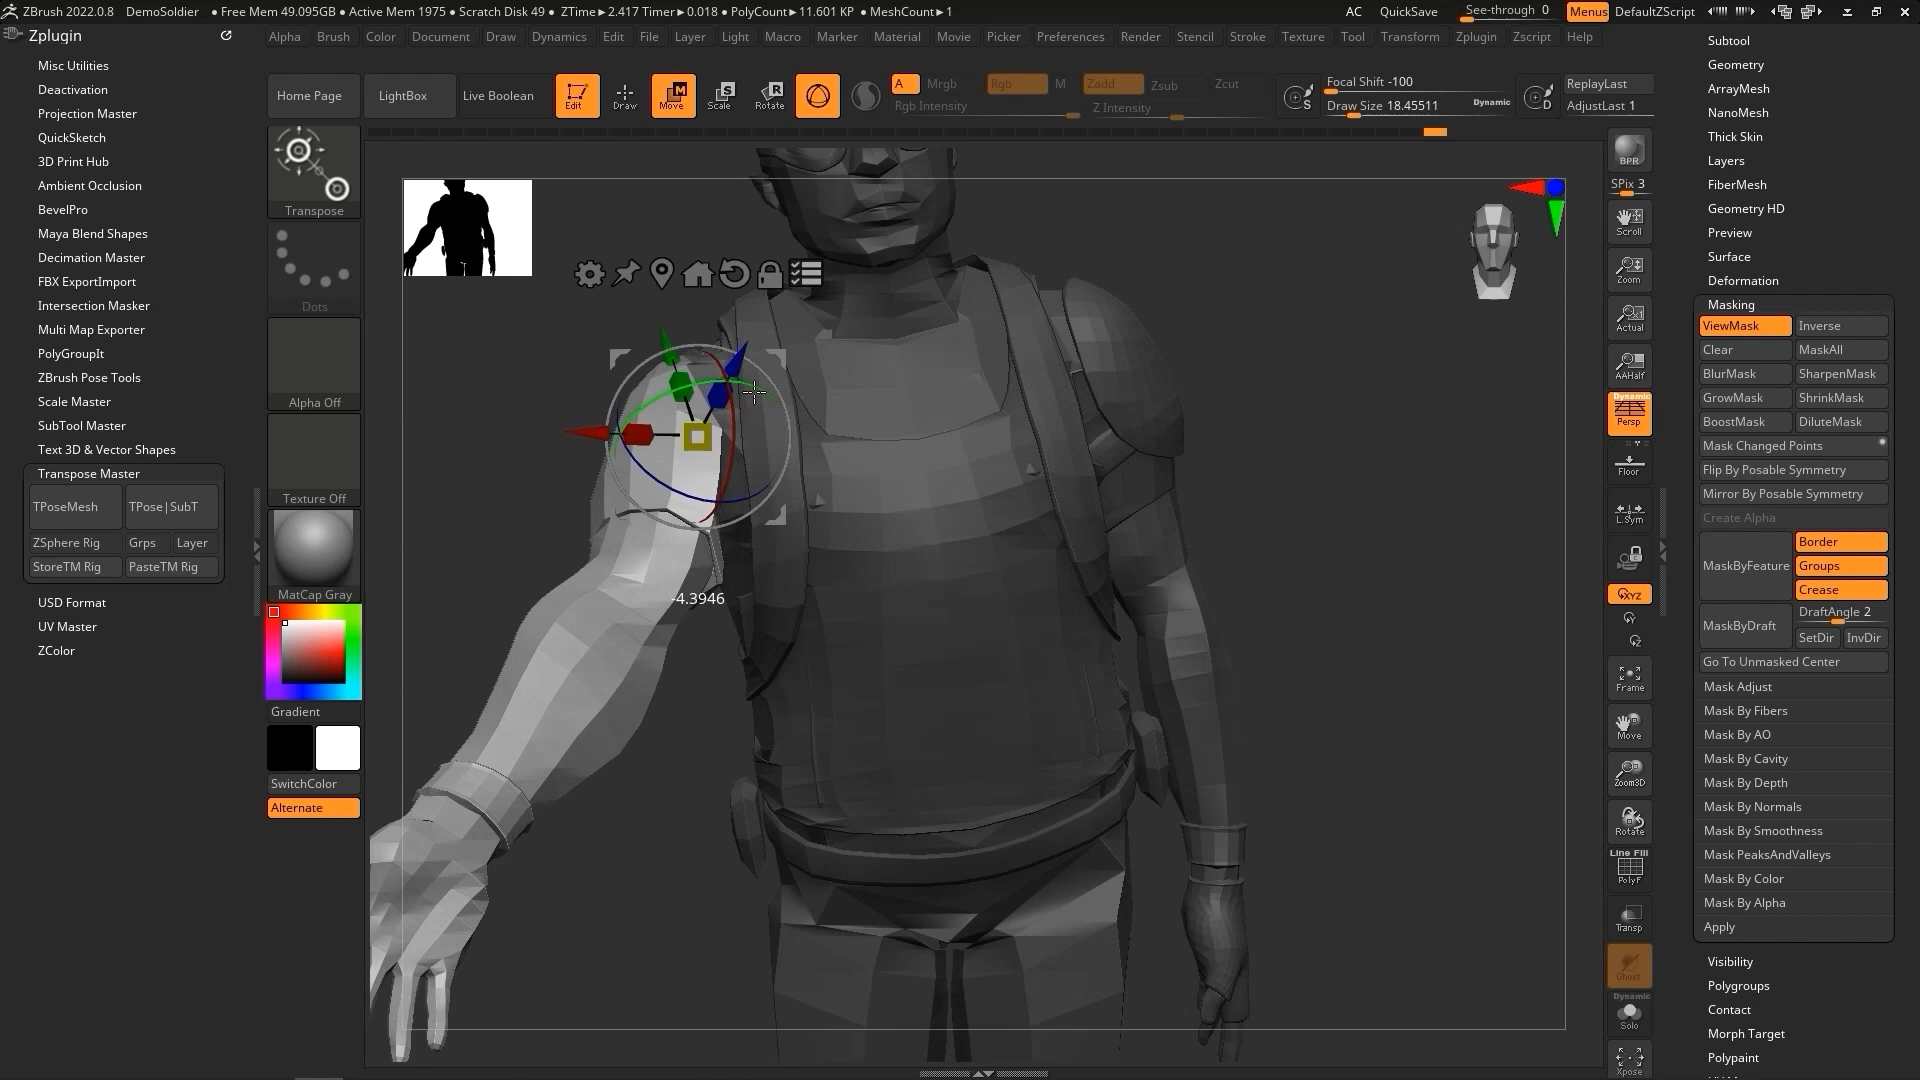 ZBrush 2022.0.8 DemoSoldier • Free Mem 49.095GB • Active Mem 1975 • Scratch Disk 49 • ZTime►2.417 Timer►0.018 • PolyCount►11.601 KP • MeshCount►1 AC QuickSave See-through 0 Menus DefaultZScript
Zplugin
Alpha Brush Color Document Draw Dynamics Edit File Layer Light Macro Marker Material Movie Picker Preferences Render Stencil Stroke Texture Tool Transform Zplugin Zscript Help
Home Page LightBox Live Boolean Edit Draw Move Scale Rotate
M S R
A Mrgb Rgb M Zadd Zsub Zcut
Rgb Intensity Z Intensity
S Focal Shift -100
Draw Size 18.45511 Dynamic
D ReplayLast
AdjustLast 1
Misc Utilities
Deactivation
Projection Master
QuickSketch
3D Print Hub
Ambient Occlusion
BevelPro
Maya Blend Shapes
Decimation Master
FBX ExportImport
Intersection Masker
Multi Map Exporter
PolyGroupIt
ZBrush Pose Tools
Scale Master
SubTool Master
Text 3D & Vector Shapes
Transpose Master
TPoseMesh TPose|SubT
ZSphere Rig Grps Layer
StoreTM Rig PasteTM Rig
USD Format
UV Master
ZColor
Transpose
Dots
Alpha Off
Texture Off
MatCap Gray
Gradient
SwitchColor
Alternate
-4.3946
BPR
SPix 3
Scroll
Zoom
Actual
AAHalf
Dynamic
Persp
Floor
L.Sym
XYZ
Frame
Move
Zoom3D
Rotate
Line Fill
PolyF
Transp
Ghost
Dynamic
Solo
Xpose
Subtool
Geometry
ArrayMesh
NanoMesh
Thick Skin
Layers
FiberMesh
Geometry HD
Preview
Surface
Deformation
Masking
ViewMask Inverse
Clear MaskAll
BlurMask SharpenMask
GrowMask ShrinkMask
BoostMask DiluteMask
Mask Changed Points
Flip By Posable Symmetry
Mirror By Posable Symmetry
Create Alpha
MaskByFeature Border
Groups
Crease
MaskByDraft DraftAngle 2
SetDir InvDir
Go To Unmasked Center
Mask Adjust
Mask By Fibers
Mask By AO
Mask By Cavity
Mask By Depth
Mask By Normals
Mask By Smoothness
Mask PeaksAndValleys
Mask By Color
Mask By Alpha
Apply
Visibility
Polygroups
Contact
Morph Target
Polypaint